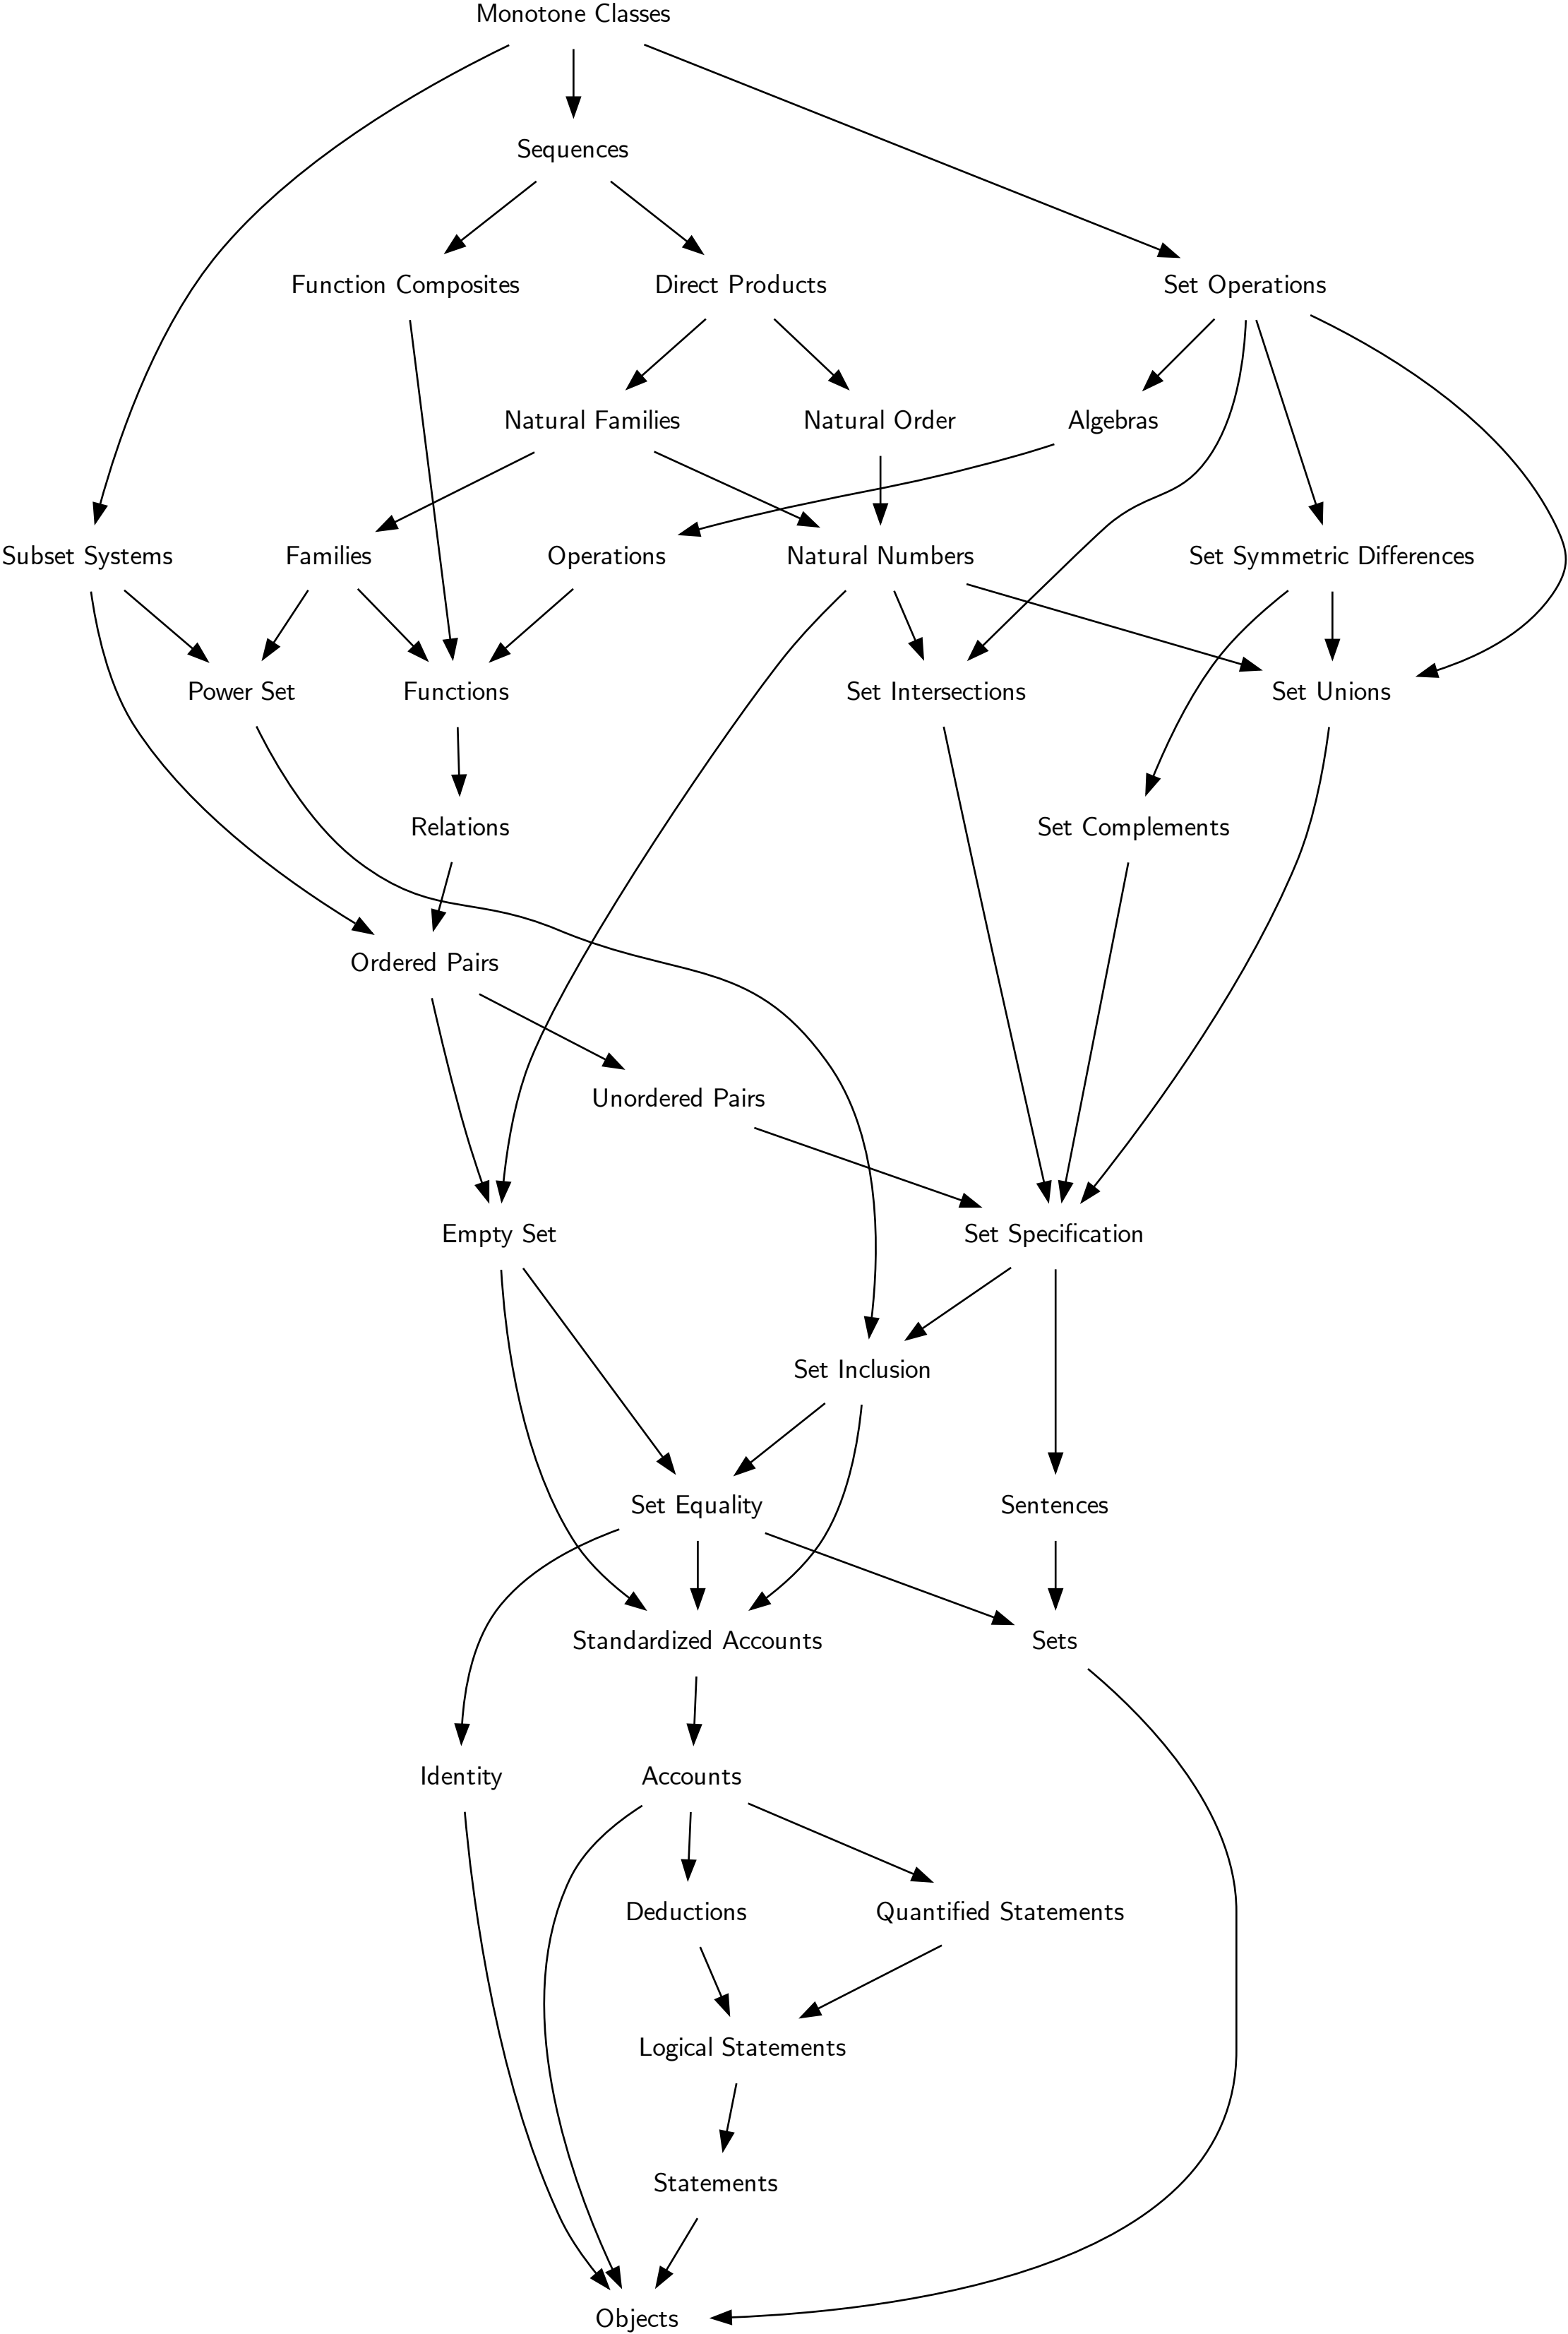 Monotone Classes
Sequences
Function Composites
Direct Products
Set Operations
Natural Families
Natural Order
Algebras
Subset Systems
Families
Operations
Natural Numbers
Set Symmetric Differences
Power Set
Functions
Set Intersections
Set Unions
Relations
Set Complements
Ordered Pairs
Unordered Pairs
Empty Set
Set Specification
Set Inclusion
Set Equality
Sentences
Standardized Accounts
Sets
Identity
Accounts
Deductions
Quantified Statements
Logical Statements
Statements
Objects